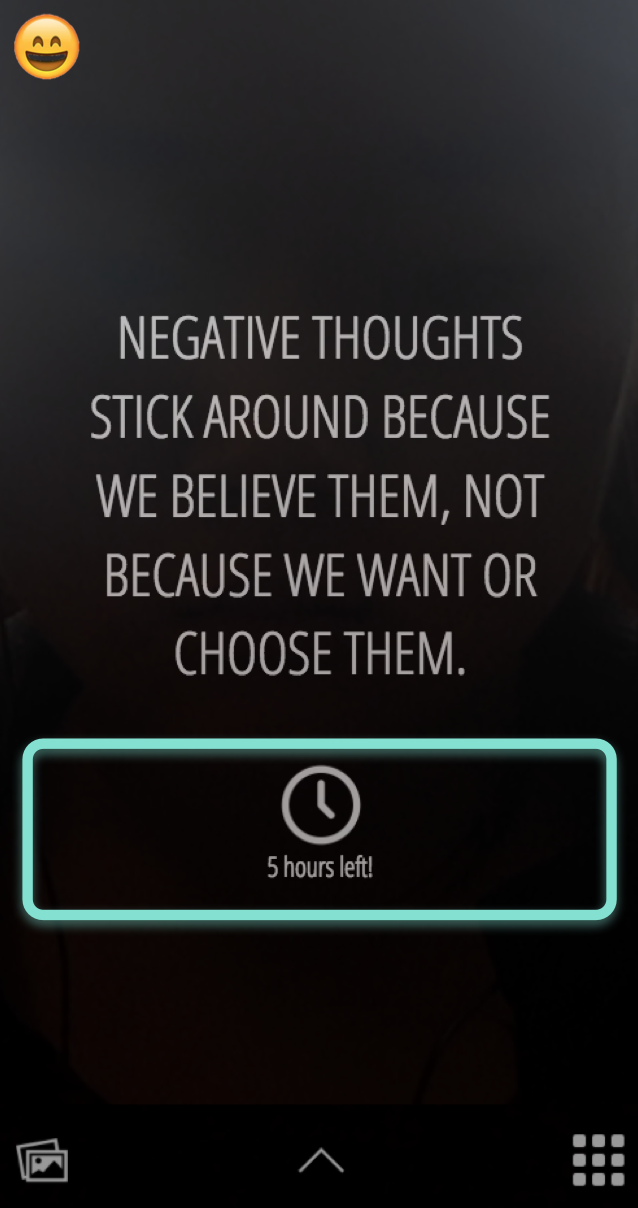 NEGATIVE THOUGHTS
STICK AROUND BECAUSE
WE BELIEVE THEM, NOT
BECAUSE WE WANT OR
CHOOSE THEM.
5 hours left!